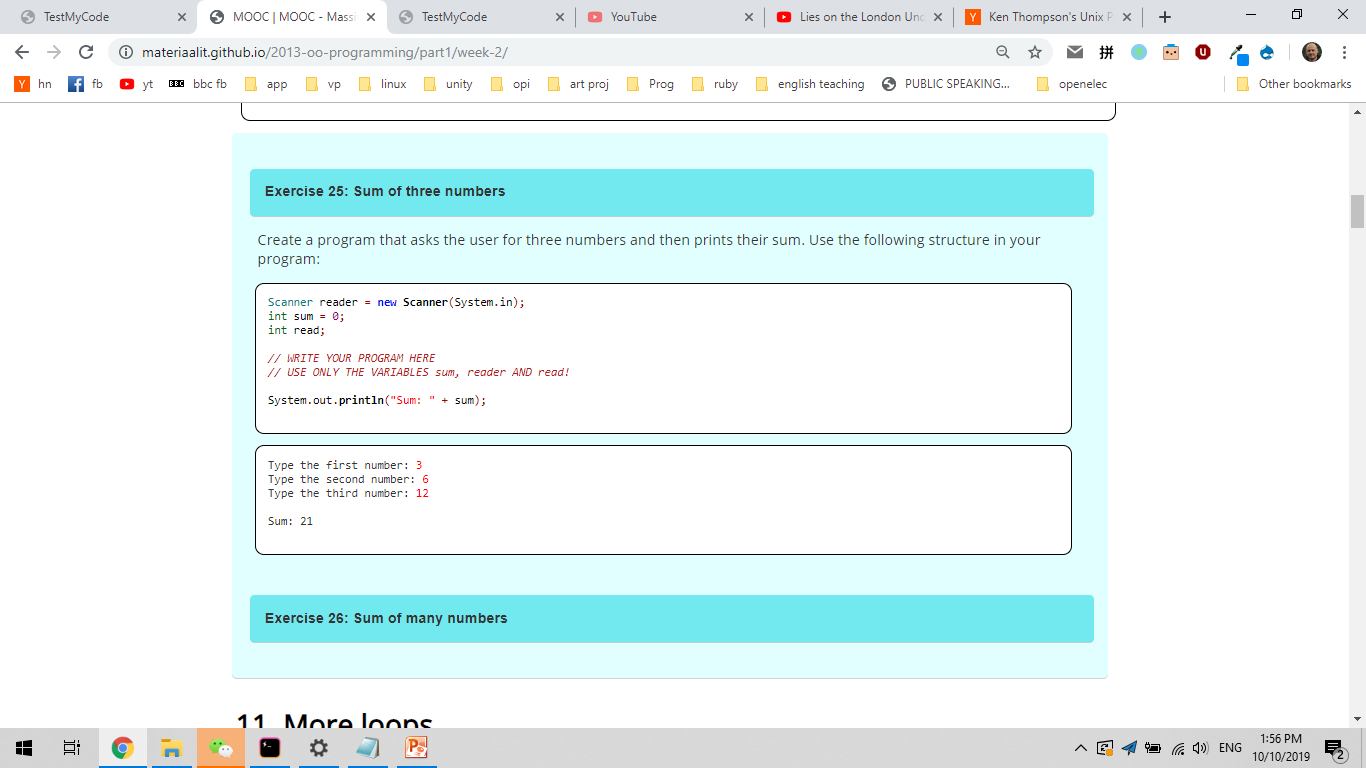 TestMyCode
MOOC | MOOC - Massi
TestMyCode
YouTube
Lies on the London Und
Ken Thompson's Unix P
materiaalit.github.io/2013-oo-programming/part1/week-2/
hn
fb
yt
BBC bbc fb
app
vp
linux
unity
opi
art proj
Prog
ruby
english teaching
PUBLIC SPEAKING...
openelec
Other bookmarks
Exercise 25: Sum of three numbers
Create a program that asks the user for three numbers and then prints their sum. Use the following structure in your
program:
Scanner reader = new Scanner(System.in);
int sum = 0;
int read;
// WRITE YOUR PROGRAM HERE
// USE ONLY THE VARIABLES sum, reader AND read!
System.out.println("Sum: " + sum);
Type the first number: 3
Type the second number: 6
Type the third number: 12
Sum: 21
Exercise 26: Sum of many numbers
11. More loops
ENG
1:56 PM
10/10/2019
2